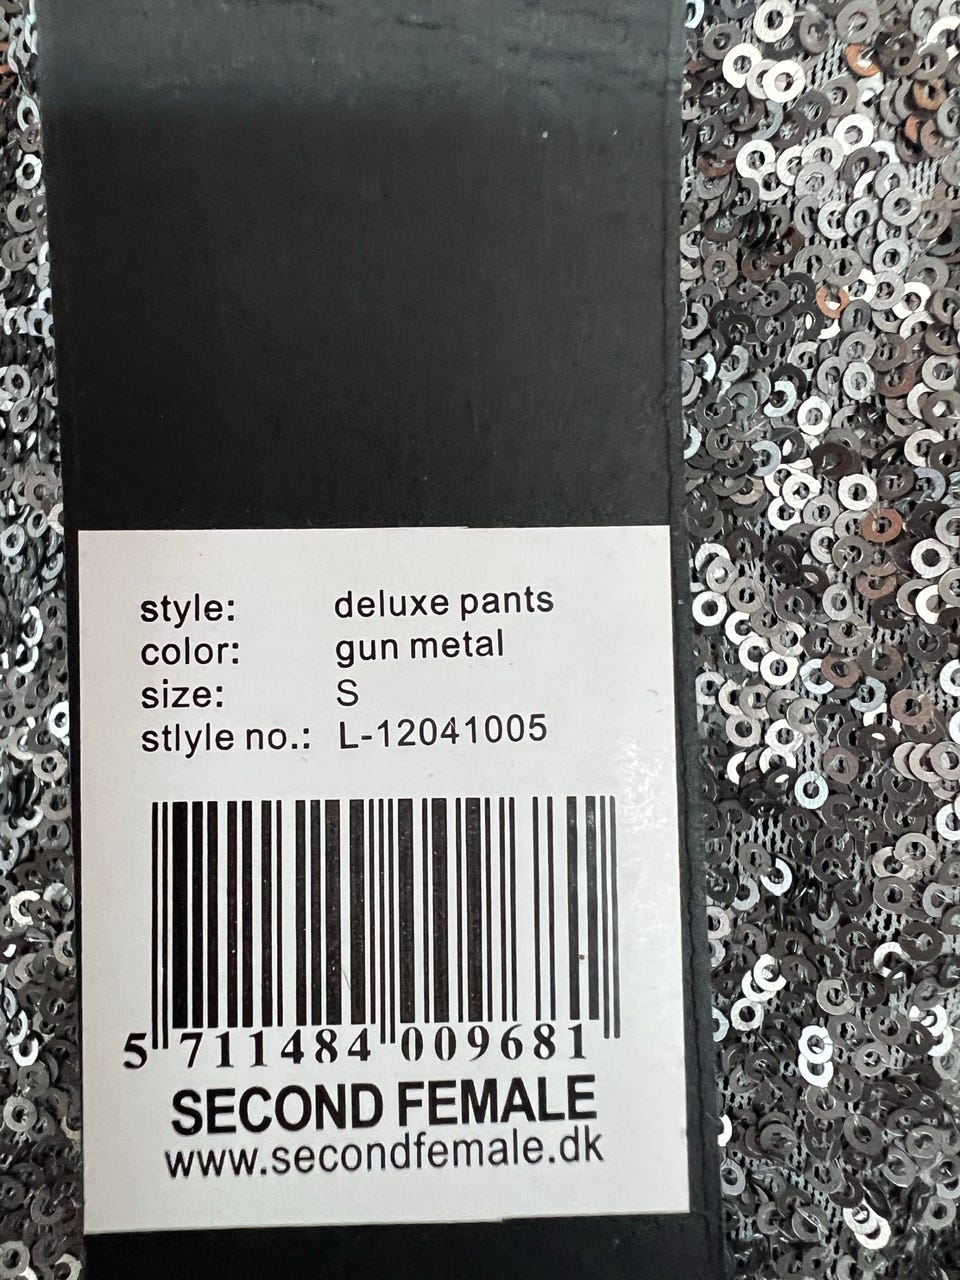 style: deluxe pants
color: gun metal
size: S
stlyle no.: L-12041005
5 711484 009681
SECOND FEMALE
www.secondfemale.dk